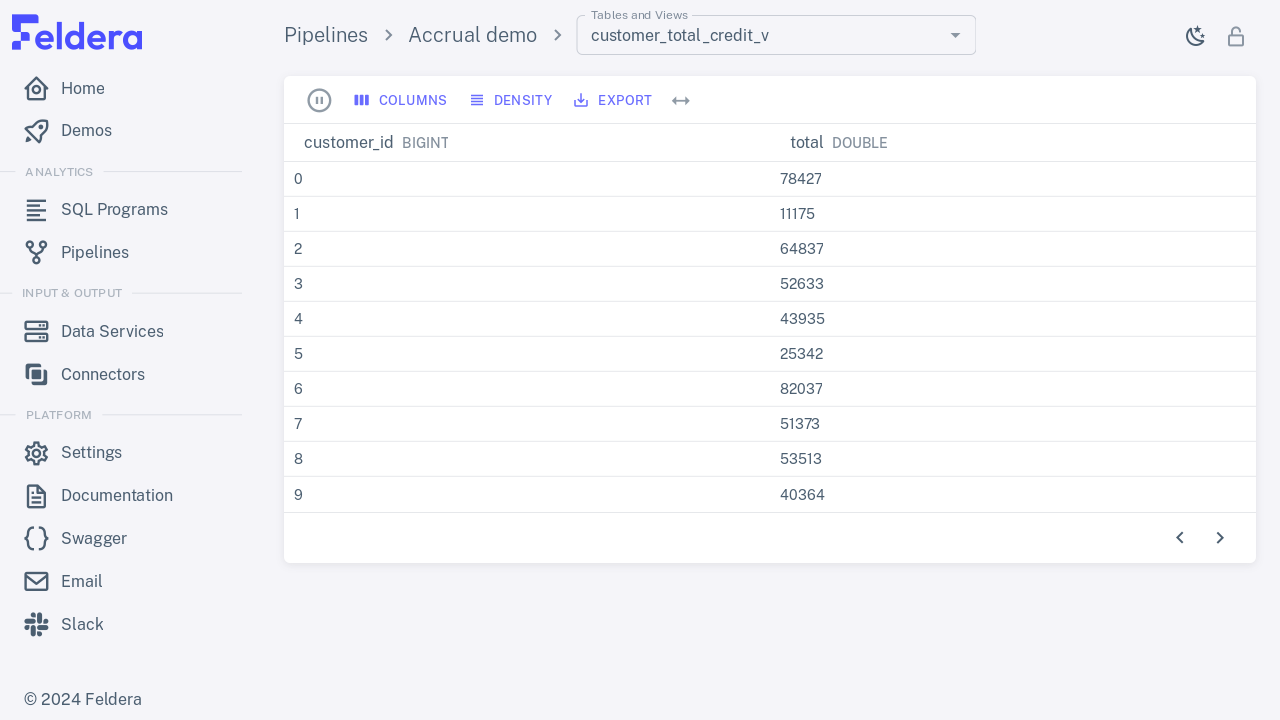 Feldera
Pipelines > Accrual demo >
Tables and Views
customer_total_credit_v
Home
Demos
ANALYTICS
SQL Programs
Pipelines
INPUT & OUTPUT
Data Services
Connectors
PLATFORM
Settings
Documentation
Swagger
Email
Slack
© 2024 Feldera
COLUMNS DENSITY EXPORT
customer_id BIGINT total DOUBLE
0 78427
1 11175
2 64837
3 52633
4 43935
5 25342
6 82037
7 51373
8 53513
9 40364